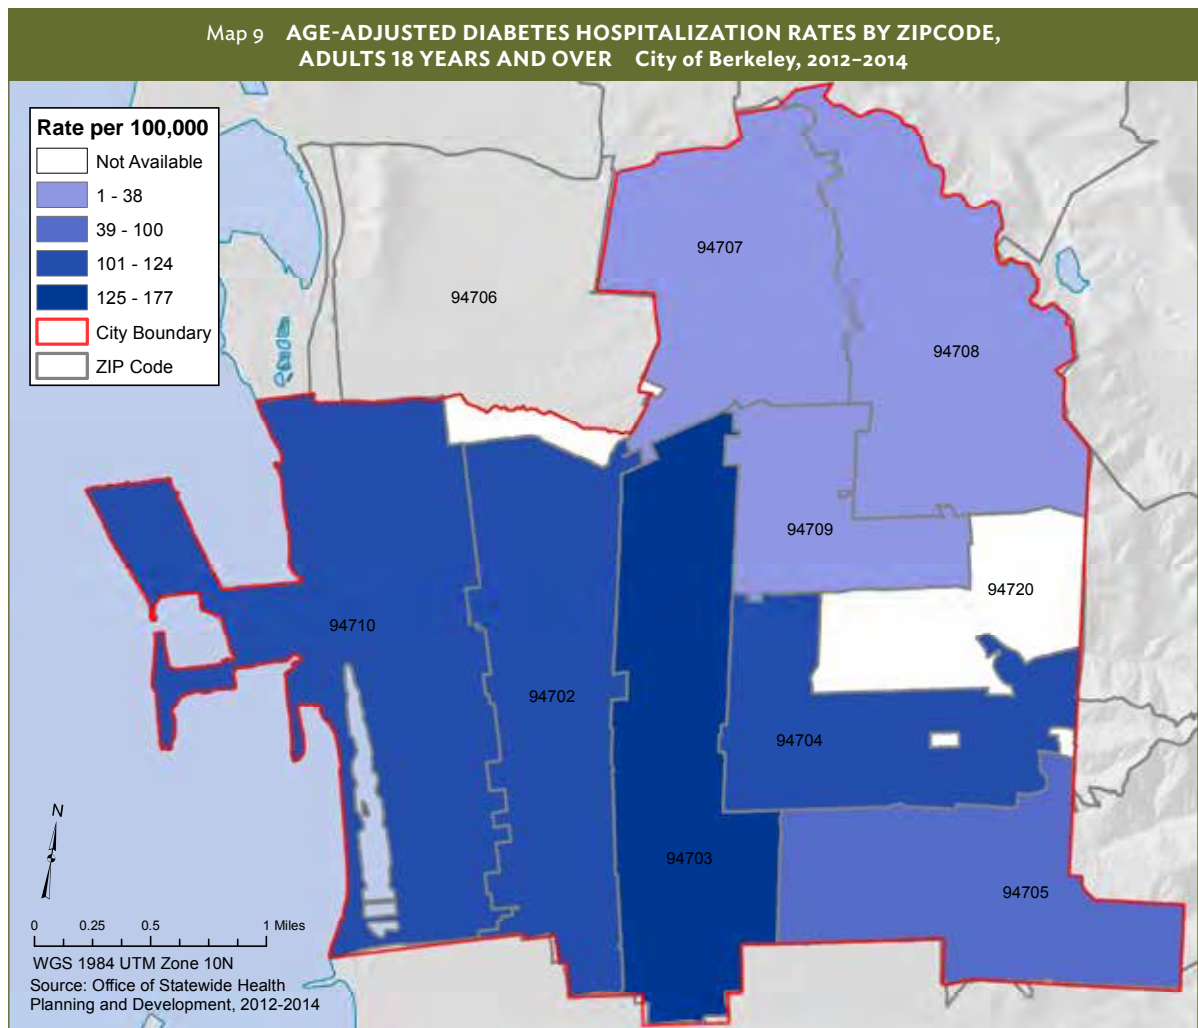 Map 9 AGE-ADJUSTED DIABETES HOSPITALIZATION RATES BY ZIPCODE,
ADULTS 18 YEARS AND OVER City of Berkeley, 2012–2014
Rate per 100,000
Not Available
1 - 38
39 - 100
101 - 124
125 - 177
City Boundary
ZIP Code
94707
94706
94708
94709
94720
94710
94702
94704
94703
94705
N
0 0.25 0.5 1 Miles
WGS 1984 UTM Zone 10N
Source: Office of Statewide Health
Planning and Development, 2012-2014